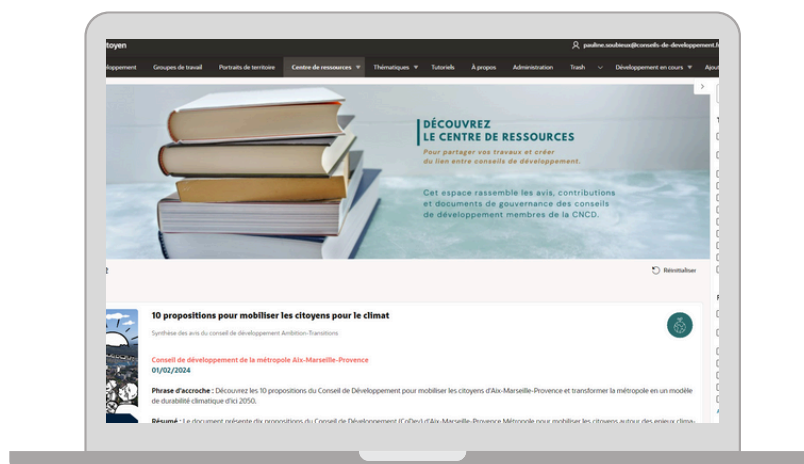 toyen
pauline.soubieux@conseils-de-developpement.f
loppement Groupes de travail Portraits de territoire Centre de ressources Thématiques Tutoriels À propos Administration Trash Développement en cours Ajout
DÉCOUVREZ
LE CENTRE DE RESSOURCES
Pour partager vos travaux et créer
du lien entre conseils de développement.
Cet espace rassemble les avis, contributions
et documents de gouvernance des conseils
de développement membres de la CNCD.
Réinitialiser
10 propositions pour mobiliser les citoyens pour le climat
Synthèse des avis du conseil de développement Ambition-Transitions
Conseil de développement de la métropole Aix-Marseille-Provence
01/02/2024
Phrase d'accroche : Découvrez les 10 propositions du Conseil de Développement pour mobiliser les citoyens d'Aix-Marseille-Provence et transformer la métropole en un modèle
de durabilité climatique d'ici 2050.
Résumé : Le document présente dix propositions du Conseil de Développement (CoDev) d'Aix-Marseille-Provence Métropole pour mobiliser les citoyens autour des enjeux clima-